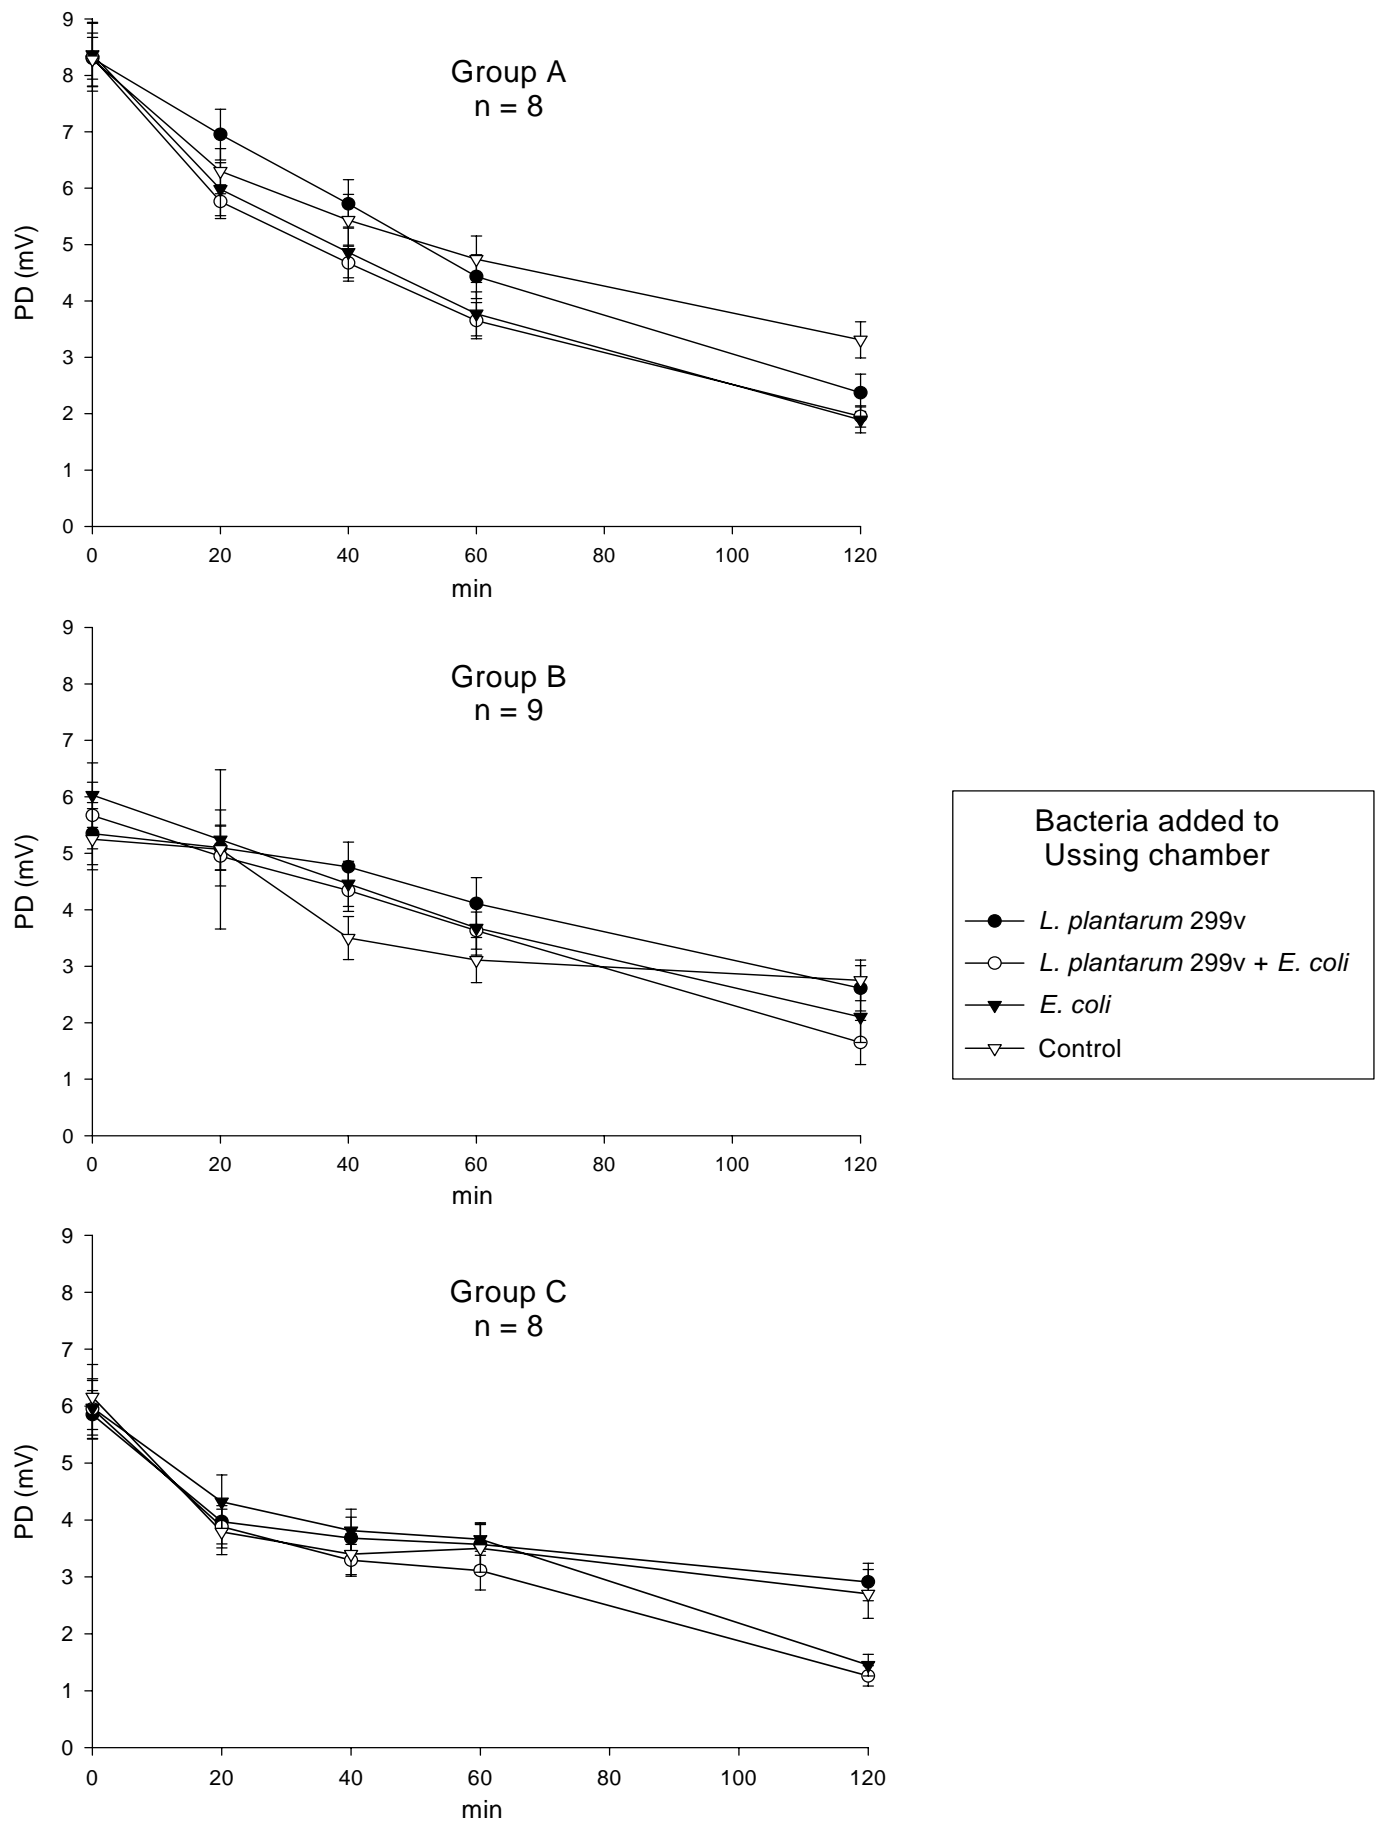 Group A
n = 8
9
8
7
6
5
4
3
2
1
0
PD (mV)
0 20 40 60 80 100 120
min
Group B
n = 9
9
8
7
6
5
4
3
2
1
0
PD (mV)
0 20 40 60 80 100 120
min
Bacteria added to
Ussing chamber
L. plantarum 299v
L. plantarum 299v + E. coli
E. coli
Control
Group C
n = 8
9
8
7
6
5
4
3
2
1
0
PD (mV)
0 20 40 60 80 100 120
min